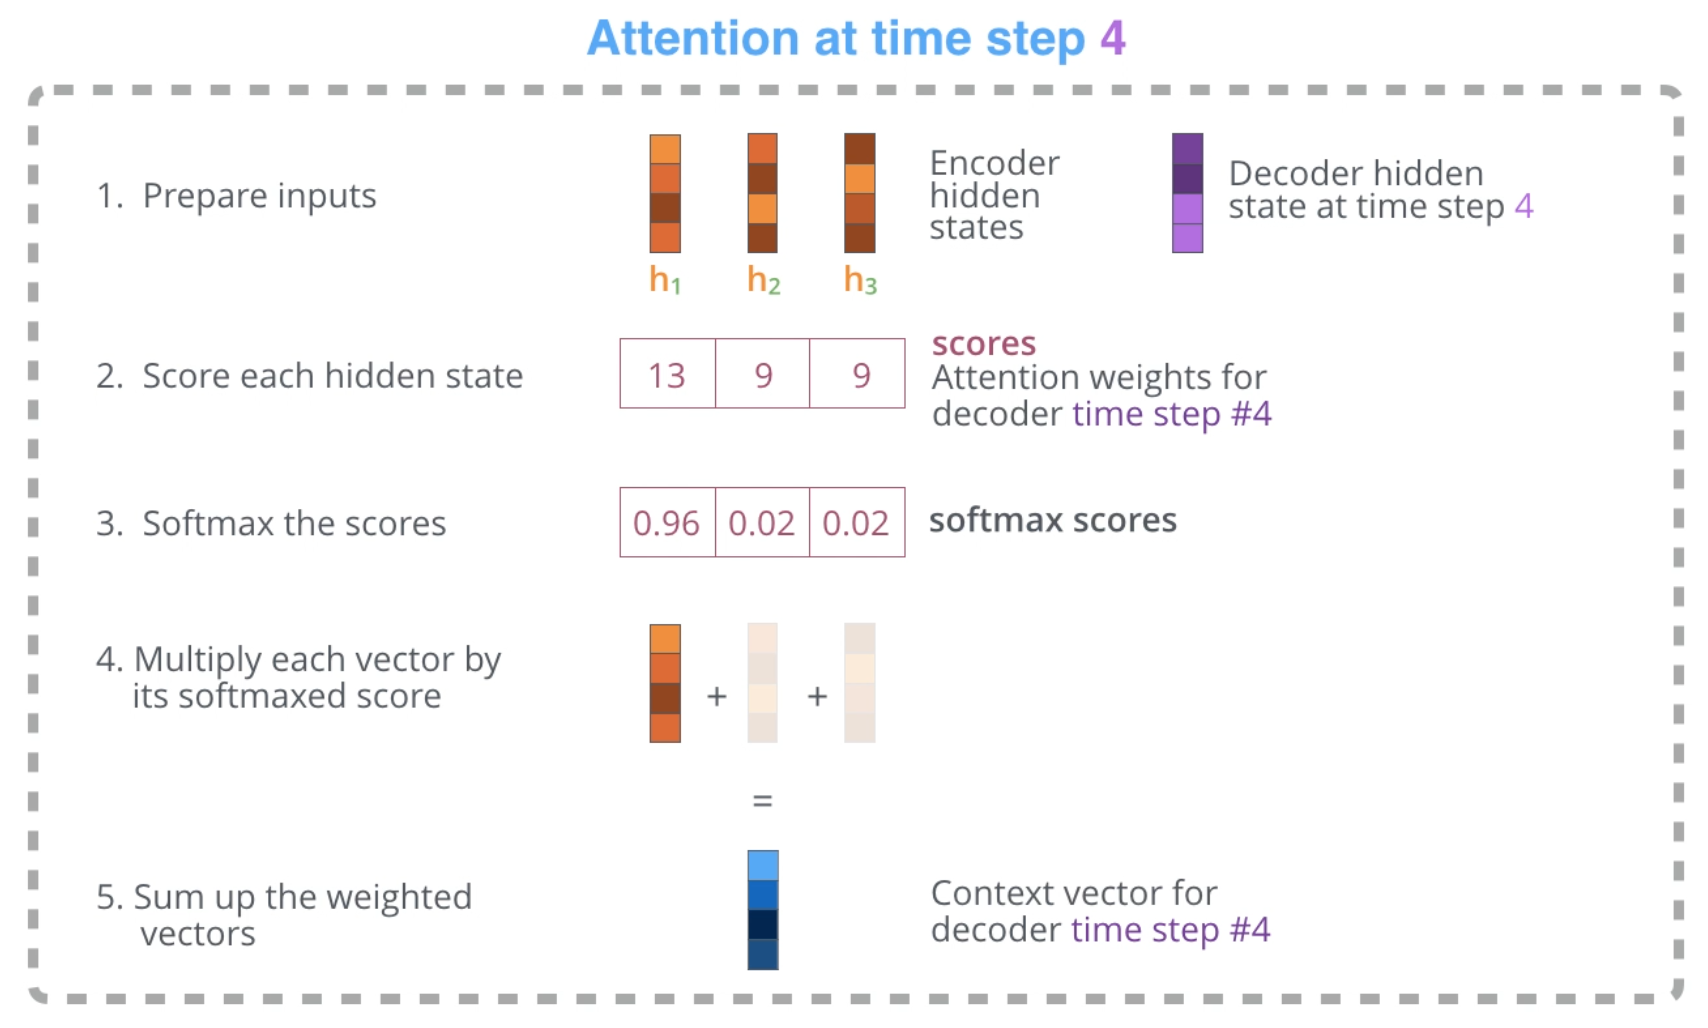 Attention at time step 4
1. Prepare inputs
Encoder
hidden
states
Decoder hidden
state at time step 4
h1 h2 h3
2. Score each hidden state
13 9 9
scores
Attention weights for
decoder time step #4
3. Softmax the scores
0.96 0.02 0.02
softmax scores
4. Multiply each vector by
its softmaxed score
+ +
=
5. Sum up the weighted
vectors
Context vector for
decoder time step #4